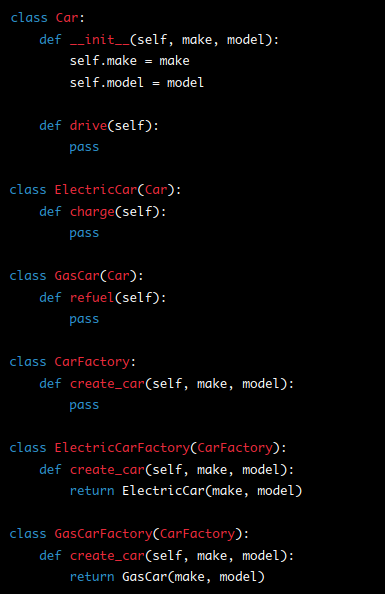 class Car:
    def __init__(self, make, model):
        self.make = make
        self.model = model

    def drive(self):
        pass

class ElectricCar(Car):
    def charge(self):
        pass

class GasCar(Car):
    def refuel(self):
        pass

class CarFactory:
    def create_car(self, make, model):
        pass

class ElectricCarFactory(CarFactory):
    def create_car(self, make, model):
        return ElectricCar(make, model)

class GasCarFactory(CarFactory):
    def create_car(self, make, model):
        return GasCar(make, model)